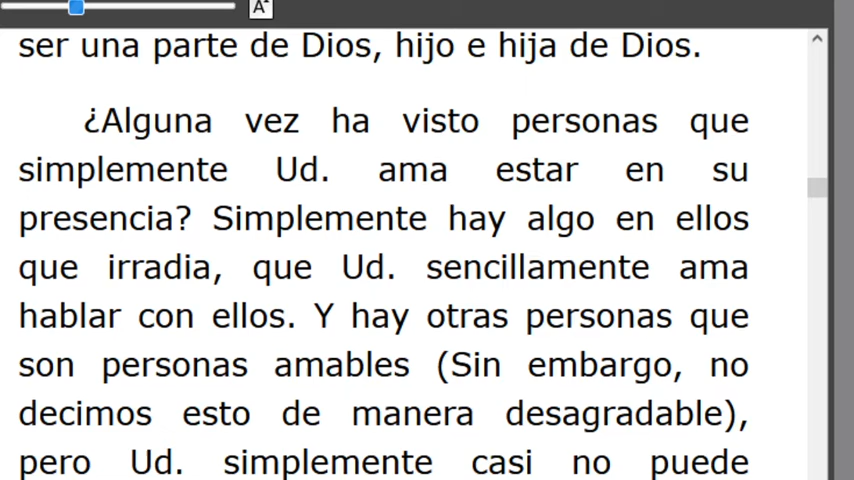 A
ser una parte de Dios, hijo e hija de Dios.
¿Alguna vez ha visto personas que
simplemente Ud. ama estar en su
presencia? Simplemente hay algo en ellos
que irradia, que Ud. sencillamente ama
hablar con ellos. Y hay otras personas que
son personas amables (Sin embargo, no
decimos esto de manera desagradable),
pero Ud. simplemente casi no puede